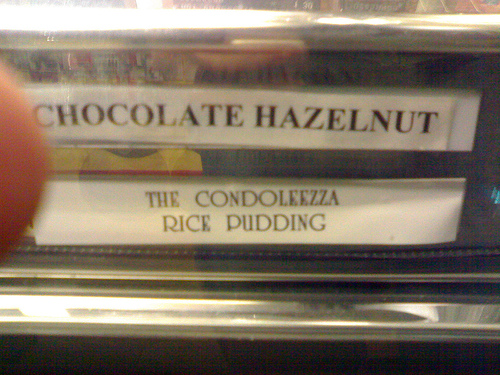 CHOCOLATE HAZELNUT
THE CONDOLEEZZA
RICE PUDDING